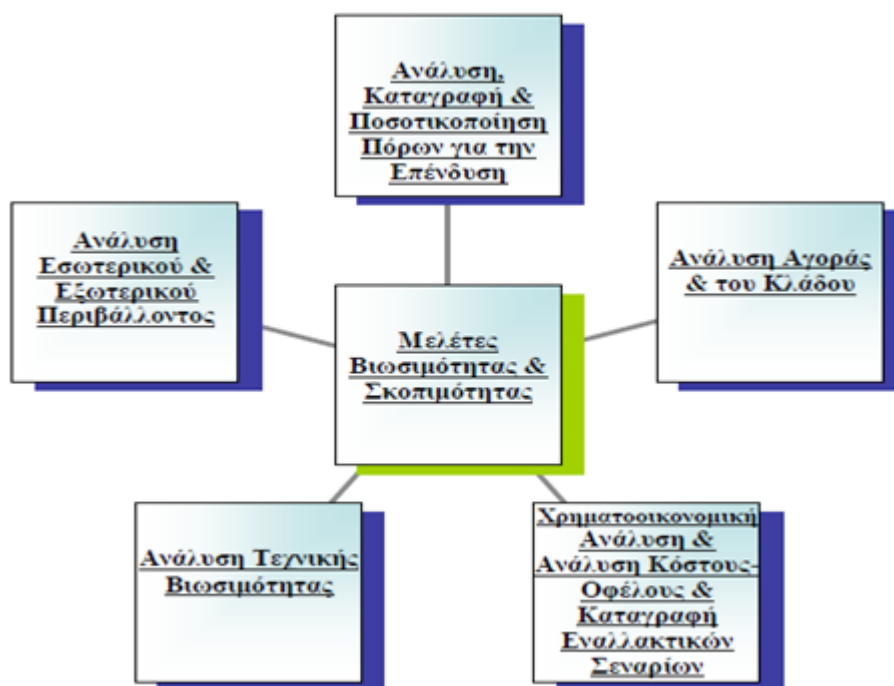 Ανάλυση,
Καταγραφή &
Ποσοτικοποίηση
Πόρων για την
Επένδυση
Ανάλυση
Εσωτερικού &
Εξωτερικού
Περιβάλλοντος
Ανάλυση Αγοράς
& του Κλάδου
Μελέτες
Βιωσιμότητας &
Σκοπιμότητας
Ανάλυση Τεχνικής
Βιωσιμότητας
Χρηματοοικονομική
Ανάλυση &
Ανάλυση Κόστους-
Οφέλους &
Καταγραφή
Εναλλακτικών
Σεναρίων